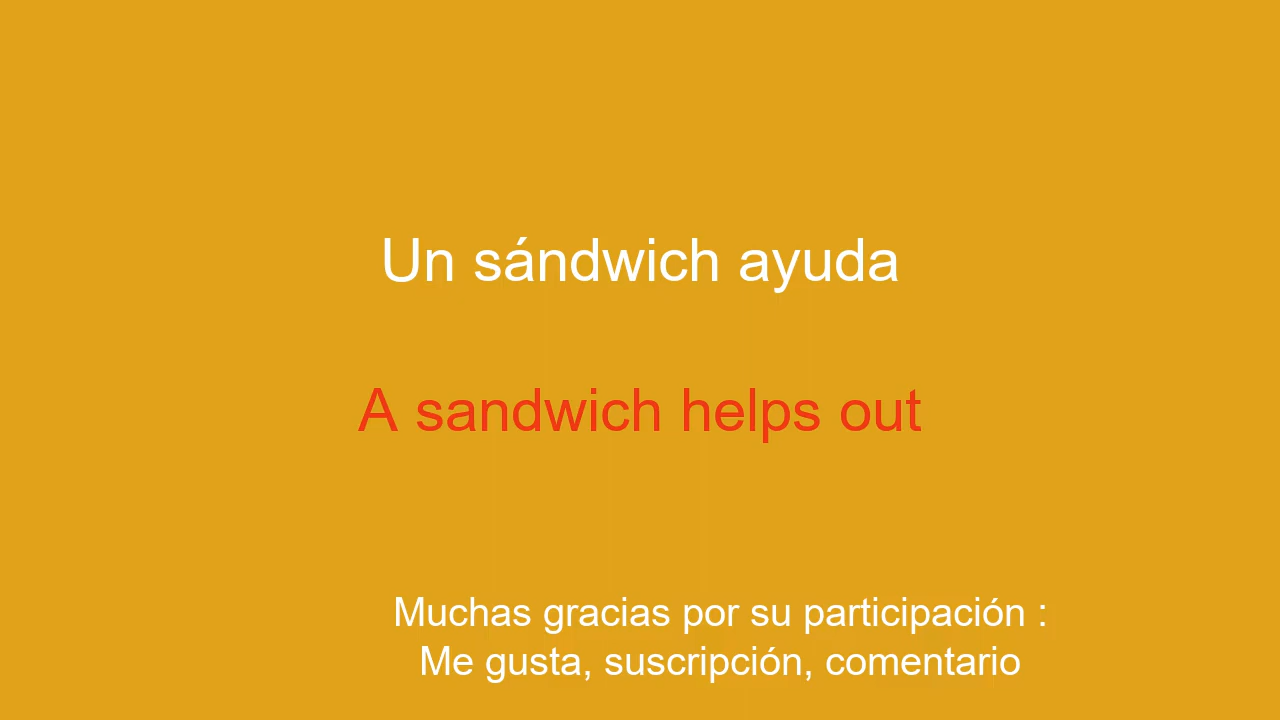 Un sándwich ayuda
A sandwich helps out
Muchas gracias por su participación :
Me gusta, suscripción, comentario